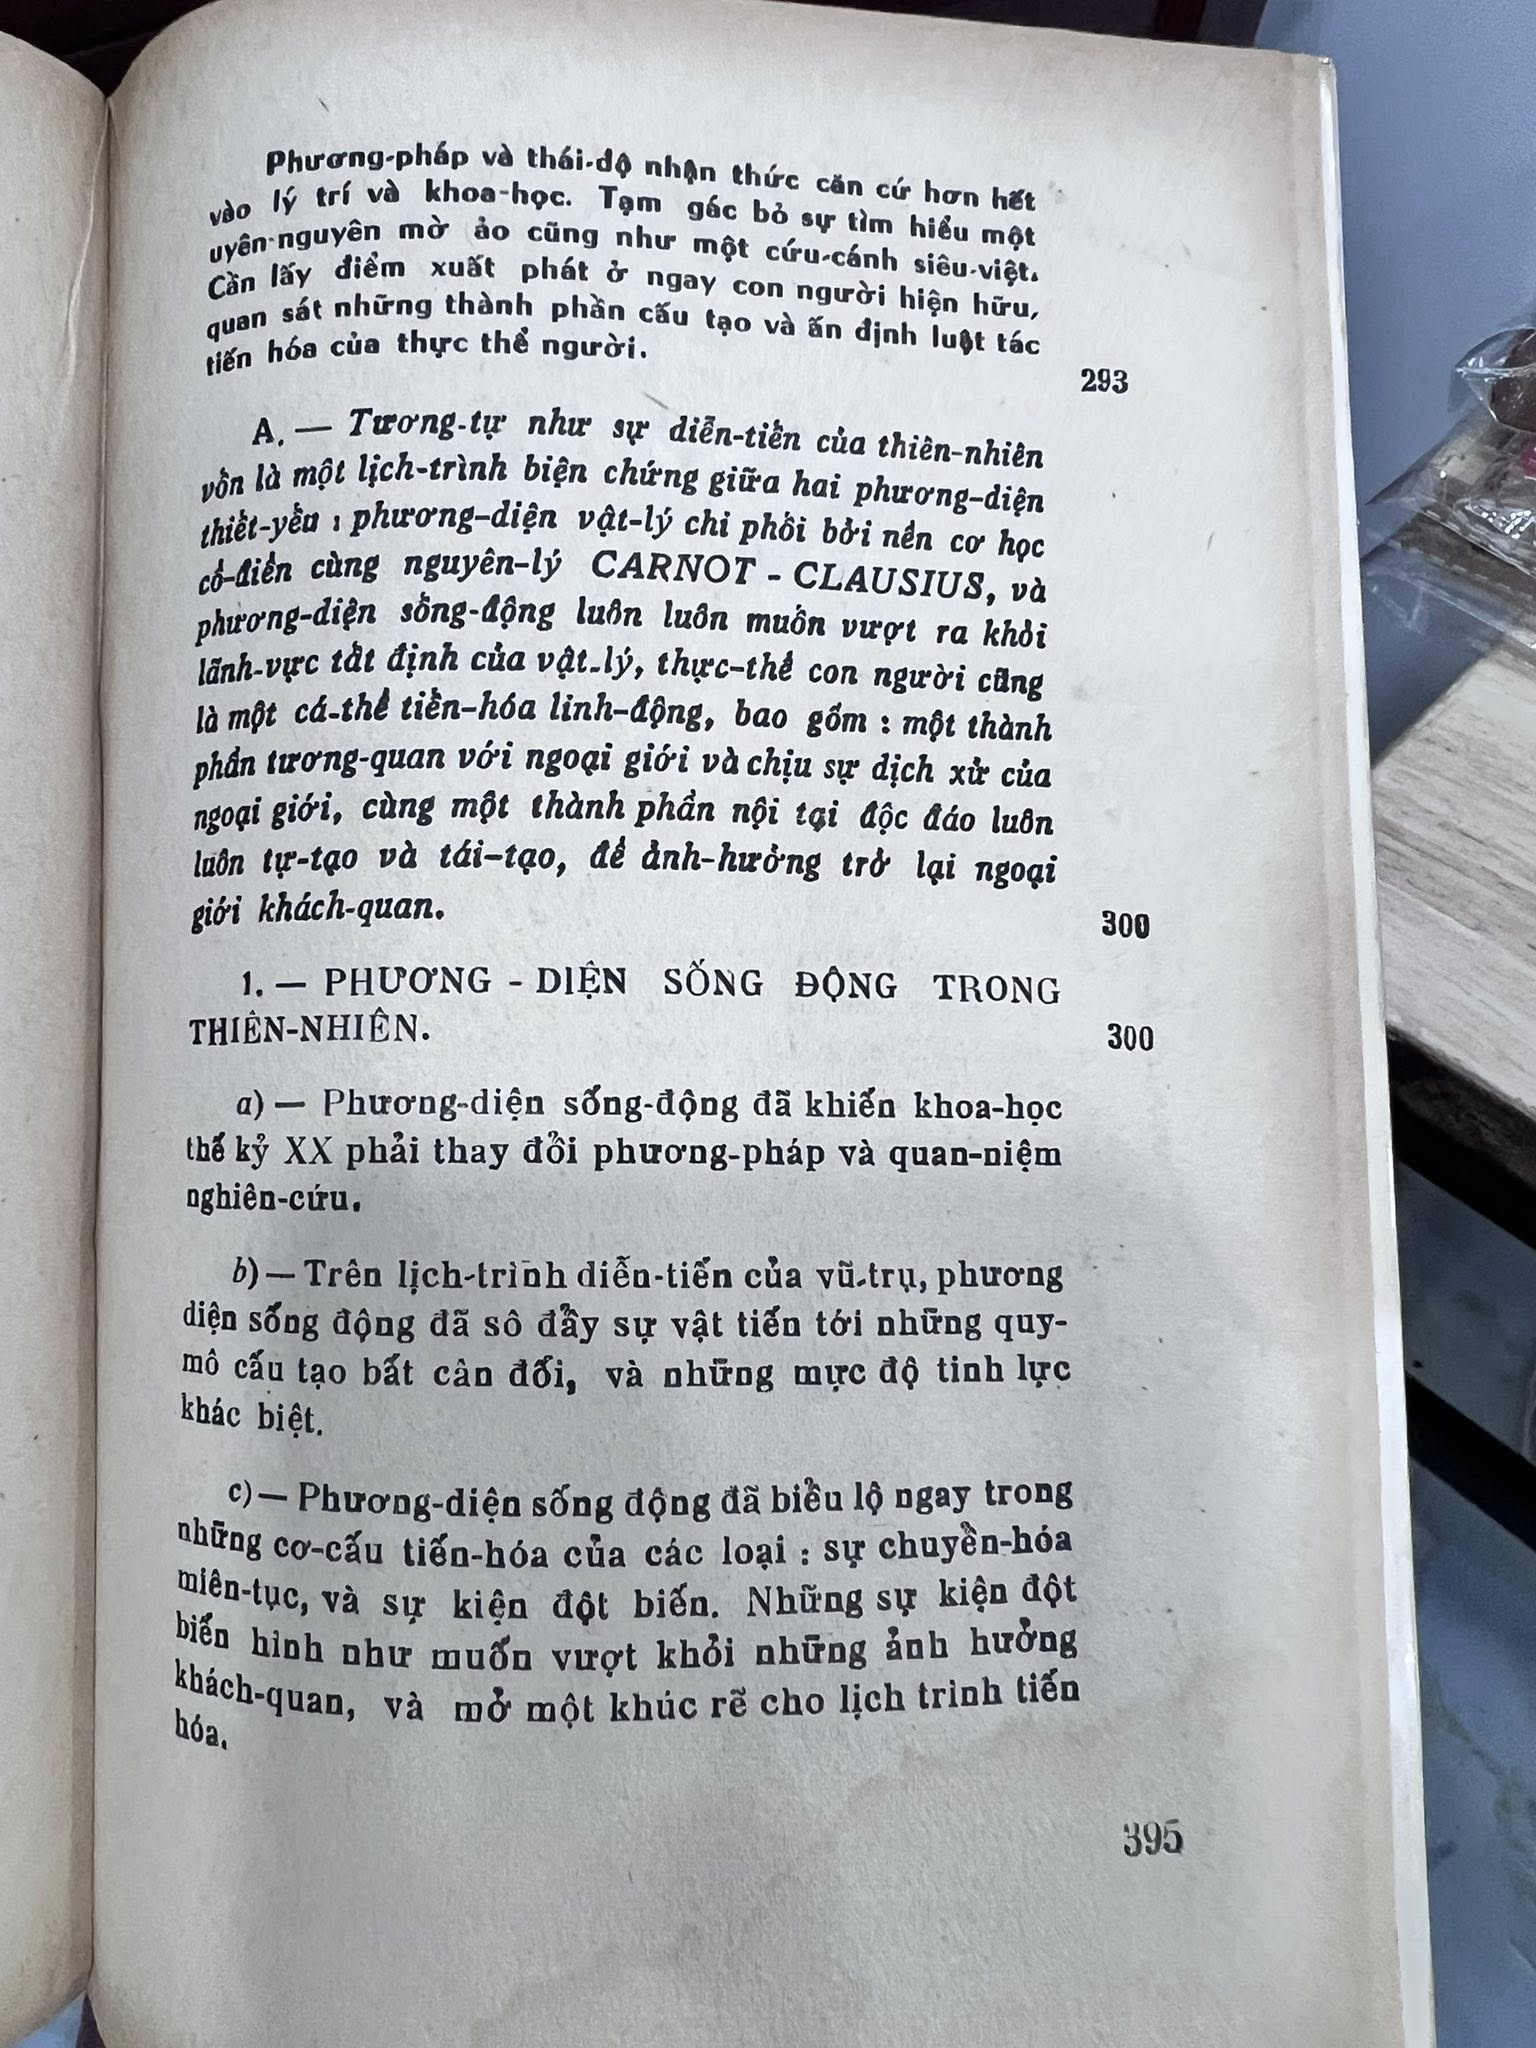 Phương-pháp và thái-độ nhận thức căn cứ hơn hết
vào lý trí và khoa-học. Tạm gác bỏ sự tìm hiểu một
uyên-nguyên mờ ảo cũng như một cứu-cánh siêu-việt.
Cần lấy điểm xuất phát ở ngay con người hiện hữu,
quan sát những thành phần cấu tạo và ấn định luật tác
tiến hóa của thực thể người.
293
A. — Tương-tự như sự diễn-tiến của thiên-nhiên
vốn là một lịch-trình biện chứng giữa hai phương-diện
thiết-yếu : phương-diện vật-lý chi phối bởi nền cơ học
cổ-điển cùng nguyên-lý CARNOT - CLAUSIUS, và
phương-diện sống-động luôn luôn muốn vượt ra khỏi
lãnh-vực tất định của vật-lý, thực-thể con người cũng
là một cá-thể tiến-hóa linh-động, bao gồm : một thành
phần tương-quan với ngoại giới và chịu sự dịch xử của
ngoại giới, cùng một thành phần nội tại độc đáo luôn
luôn tự-tạo và tái-tạo, để ảnh-hưởng trở lại ngoại
giới khách-quan.
300
1. — PHƯƠNG - DIỆN SỐNG ĐỘNG TRONG
THIÊN-NHIÊN.
300
a) — Phương-diện sống-động đã khiến khoa-học
thế kỷ XX phải thay đổi phương-pháp và quan-niệm
nghiên-cứu.
b) — Trên lịch-trình diễn-tiến của vũ-trụ, phương
diện sống động đã sô đẩy sự vật tiến tới những quy-
mô cấu tạo bất cân đối, và những mực độ tinh lực
khác biệt.
c) — Phương-diện sống động đã biểu lộ ngay trong
những cơ-cấu tiến-hóa của các loại : sự chuyển-hóa
miên-tục, và sự kiện đột biến. Những sự kiện đột
biến hình như muốn vượt khỏi những ảnh hưởng
khách-quan, và mở một khúc rẽ cho lịch trình tiến
hóa.
395